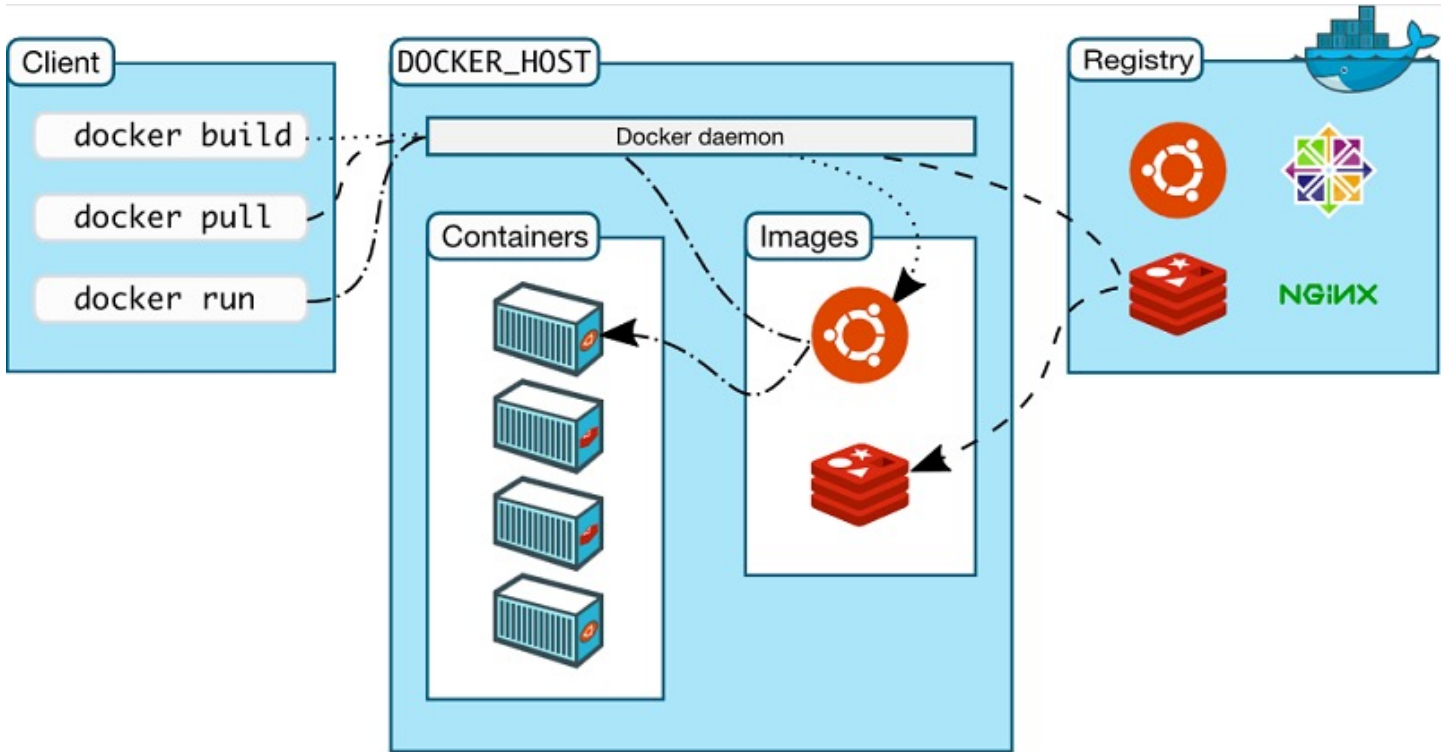 Client
docker build
docker pull
docker run
DOCKER_HOST
Docker daemon
Containers
Images
Registry
NGiNX